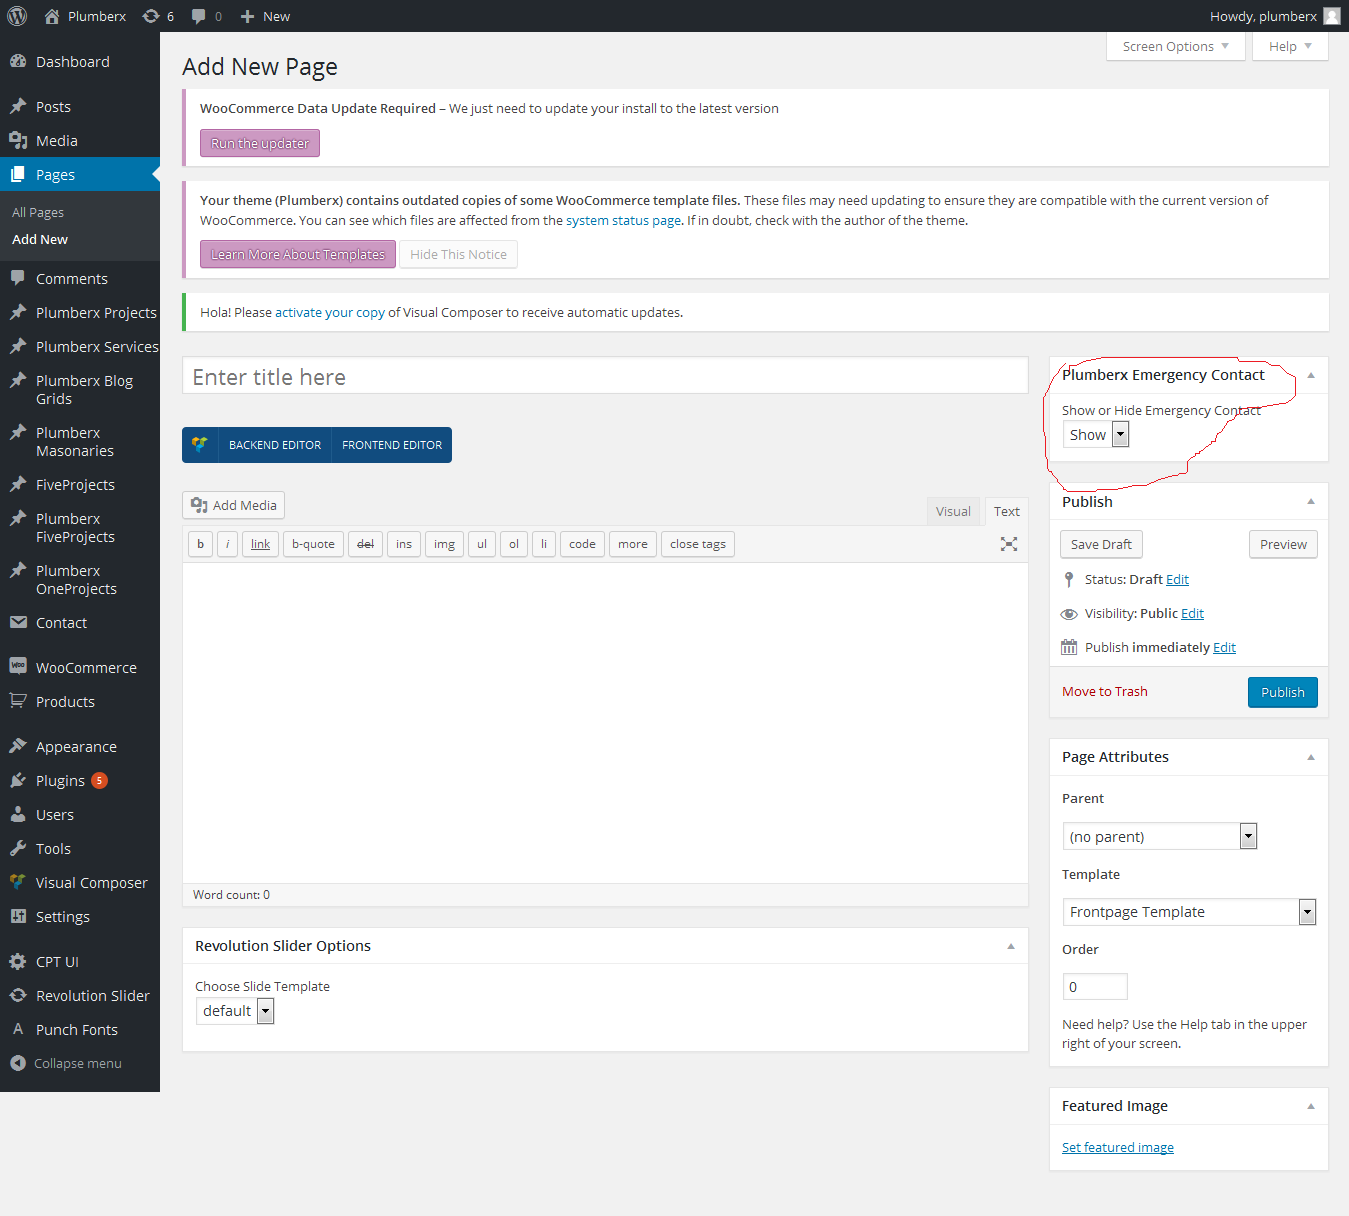 Plumberx 6 0 New Howdy, plumberx
Screen Options Help
Dashboard
Posts
Media
Pages
All Pages
Add New
Comments
Plumberx Projects
Plumberx Services
Plumberx Blog
Grids
Plumberx
Masonaries
FiveProjects
Plumberx
FiveProjects
Plumberx
OneProjects
Contact
WOO WooCommerce
Products
Appearance
Plugins 5
Users
Tools
Visual Composer
Settings
CPT UI
Revolution Slider
A Punch Fonts
Collapse menu
Add New Page
WooCommerce Data Update Required – We just need to update your install to the latest version
Run the updater
Your theme (Plumberx) contains outdated copies of some WooCommerce template files. These files may need updating to ensure they are compatible with the current version of
WooCommerce. You can see which files are affected from the system status page. If in doubt, check with the author of the theme.
Learn More About Templates Hide This Notice
Hola! Please activate your copy of Visual Composer to receive automatic updates.
Enter title here
BACKEND EDITOR FRONTEND EDITOR
Add Media
Visual Text
b i link b-quote del ins img ul ol li code more close tags
Word count: 0
Revolution Slider Options
Choose Slide Template
default
Plumberx Emergency Contact
Show or Hide Emergency Contact
Show
Publish
Save Draft Preview
Status: Draft Edit
Visibility: Public Edit
Publish immediately Edit
Move to Trash Publish
Page Attributes
Parent
(no parent)
Template
Frontpage Template
Order
0
Need help? Use the Help tab in the upper
right of your screen.
Featured Image
Set featured image